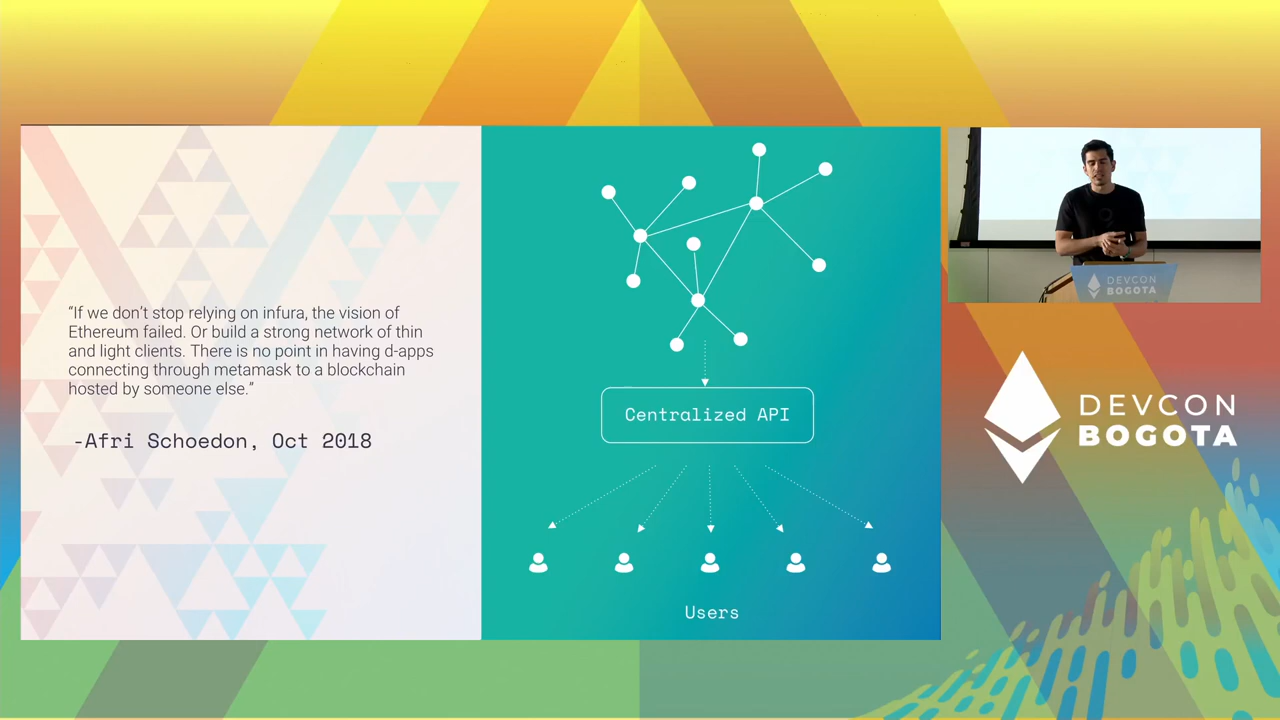 “If we don’t stop relying on infura, the vision of
Ethereum failed. Or build a strong network of thin
and light clients. There is no point in having d-apps
connecting through metamask to a blockchain
hosted by someone else.”
-Afri Schoedon, Oct 2018
Centralized API
Users
DEVCON
BOGOTA
DEVCON
BOGOTA